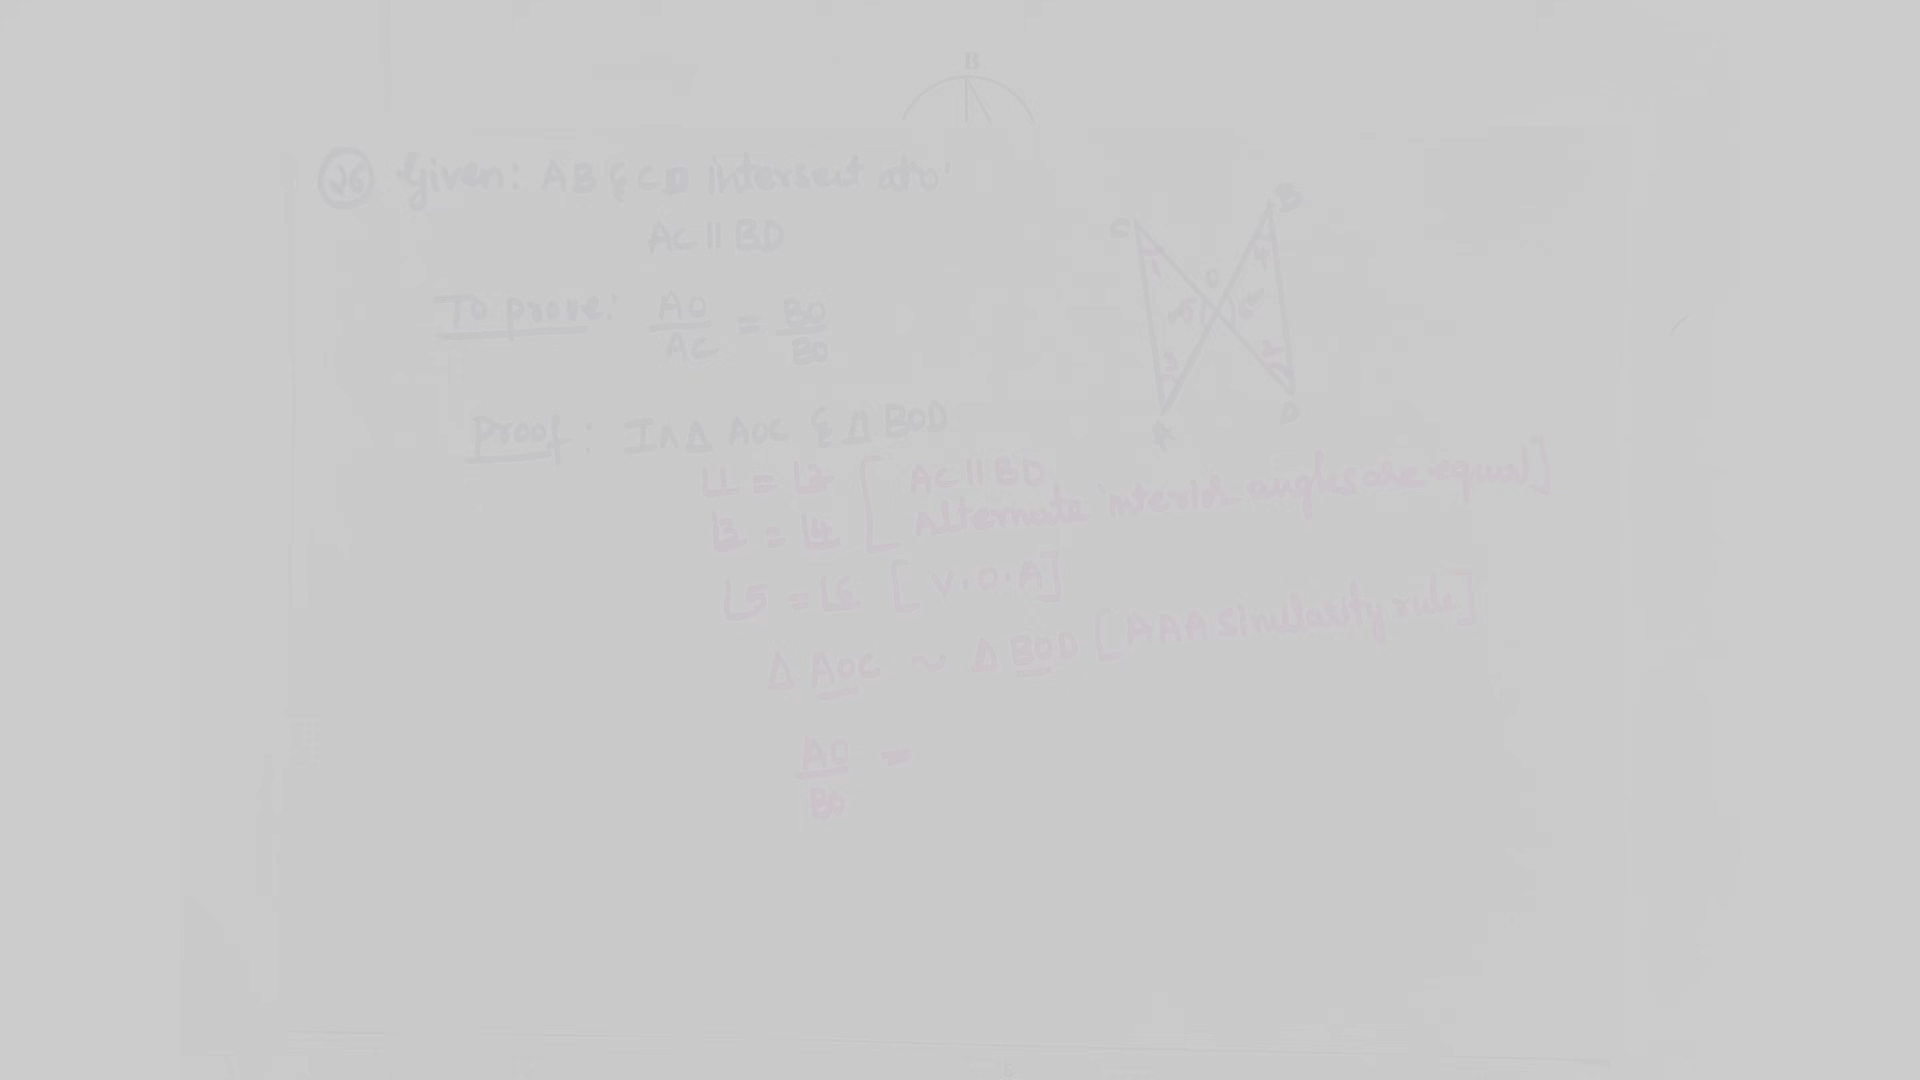 B
26 Given: AB & CD intersect at 'O'
AC || BD
To prove: AO/AC = BO/BD
Proof: In Δ AOC & Δ BOD
∠1 = ∠2 [ AC || BD
∠3 = ∠4 Alternate interior angles are equal]
∠5 = ∠6 [V.O.A]
Δ AOC ~ Δ BOD [AAA similarity rule]
AO/BO =
C
B
O
A
D
1
4
5
6
3
2